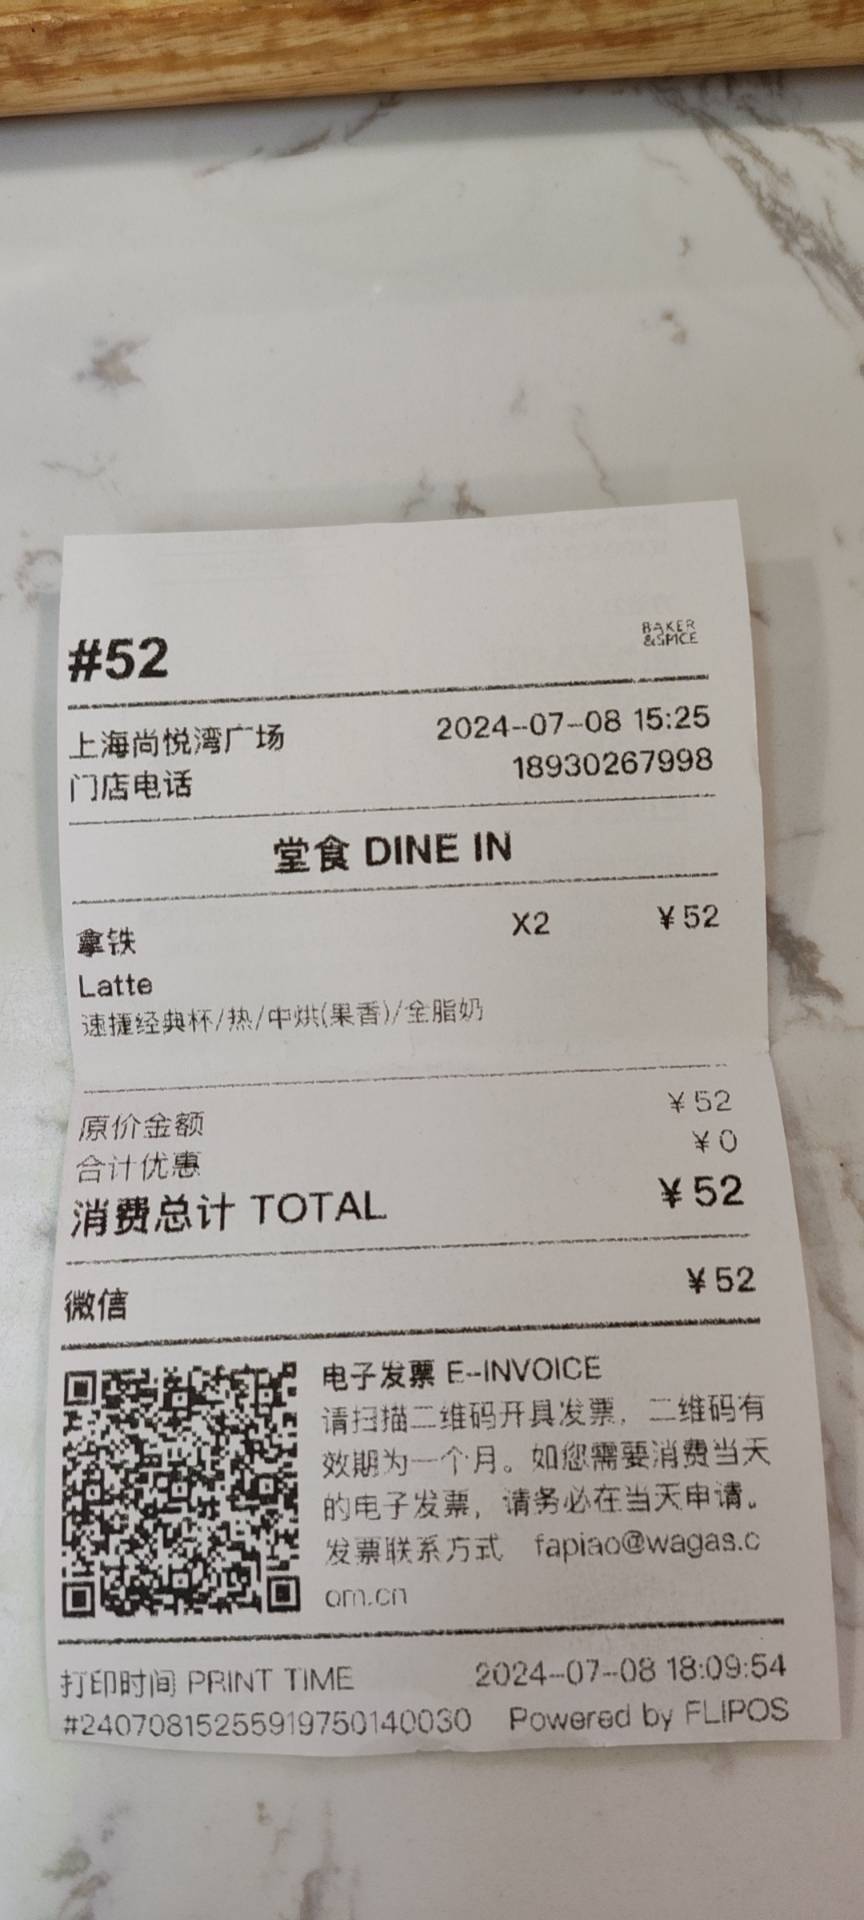 #52
BAKER
&SPICE
上海尚悦湾广场 2024-07-08 15:25
门店电话 18930267998
堂食 DINE IN
拿铁 X2 ¥52
Latte
速捷经典杯/热/中烘(果香)/全脂奶
原价金额 ¥52
合计优惠 ¥0
消费总计 TOTAL ¥52
微信 ¥52
电子发票 E-INVOICE
请扫描二维码开具发票，二维码有
效期为一个月。如您需要消费当天
的电子发票，请务必在当天申请。
发票联系方式 fapiao@wagas.c
om.cn
打印时间 PRINT TIME 2024-07-08 18:09:54
#24070815255919750140030 Powered by FLIPOS